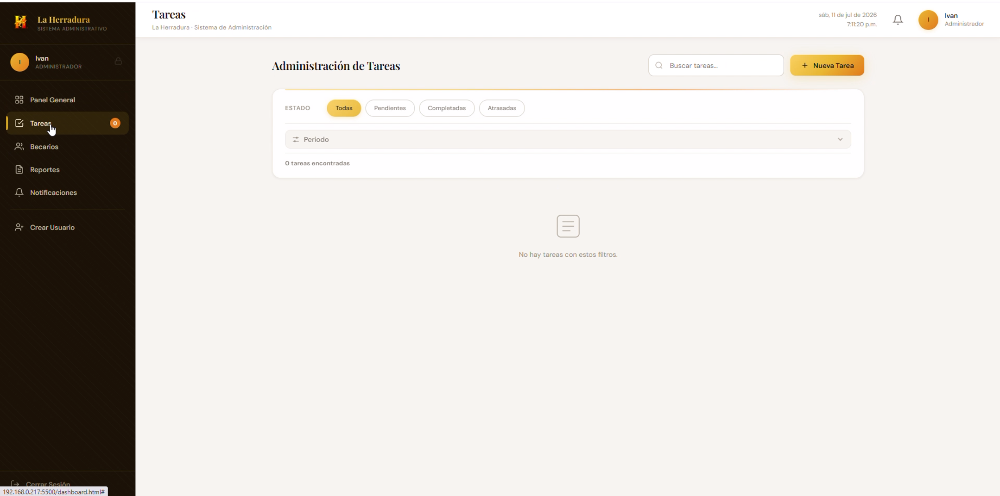 La Herradura
SISTEMA ADMINISTRATIVO
I
Ivan
ADMINISTRADOR
Panel General
Tareas
0
Becarios
Reportes
Notificaciones
Crear Usuario
Cerrar Sesión
192.168.0.217:5500/dashboard.html#
Tareas
La Herradura · Sistema de Administración
sáb, 11 de jul de 2026
7:11:20 p.m.
I
Ivan
Administrador
Administración de Tareas
Buscar tareas...
+ Nueva Tarea
ESTADO
Todas
Pendientes
Completadas
Atrasadas
Periodo
0 tareas encontradas
No hay tareas con estos filtros.